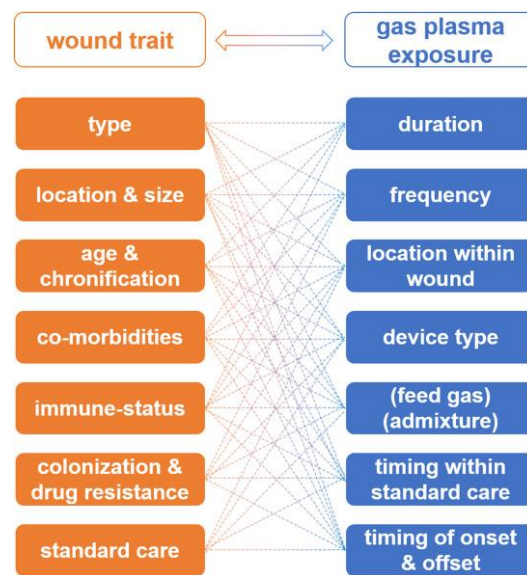 wound trait
gas plasma
exposure
type
duration
location & size
frequency
age &
chronification
location within
wound
co-morbidities
device type
immune-status
(feed gas)
(admixture)
colonization &
drug resistance
timing within
standard care
standard care
timing of onset
& offset